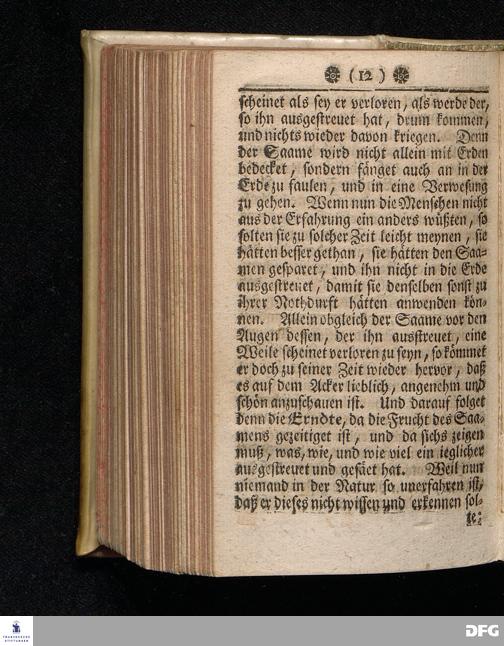 ( 12 )
scheinet als sey er verloren, als werde der,
so ihn ausgestreuet hat, drum kommen,
und nichts wieder davon kriegen. Denn
der Saame wird nicht allein mit Erden
bedecket, sondern fänget auch an in der
Erde zu faulen, und in eine Verwesung
zu gehen. Wenn nun die Menschen nicht
aus der Erfahrung ein anders wüßten, so
solten sie zu solcher Zeit leicht meynen, sie
hätten besser gethan, sie hätten den Saa-
men gesparet, und ihn nicht in die Erde
ausgestreuet, damit sie denselben sonst zu
ihrer Nothdurft hätten anwenden kön-
nen. Allein obgleich der Saame vor den
Augen dessen, der ihn ausstreuet, eine
Weile scheinet verloren zu seyn, so kömmet
er doch zu seiner Zeit wieder hervor, daß
es auf dem Acker lieblich, angenehm und
schön anzuschauen ist. Und darauf folget
denn die Erndte, da die Frucht des Saa-
mens gezeitiget ist, und da sichs zeigen
muß, was, wie, und wie viel ein ieglicher
ausgestreuet und gesäet hat. Weil nun
niemand in der Natur so unerfahren ist,
daß er dieses nicht wissen und erkennen sol-
te:
FRANCKESCHE
STIFTUNGEN
DFG